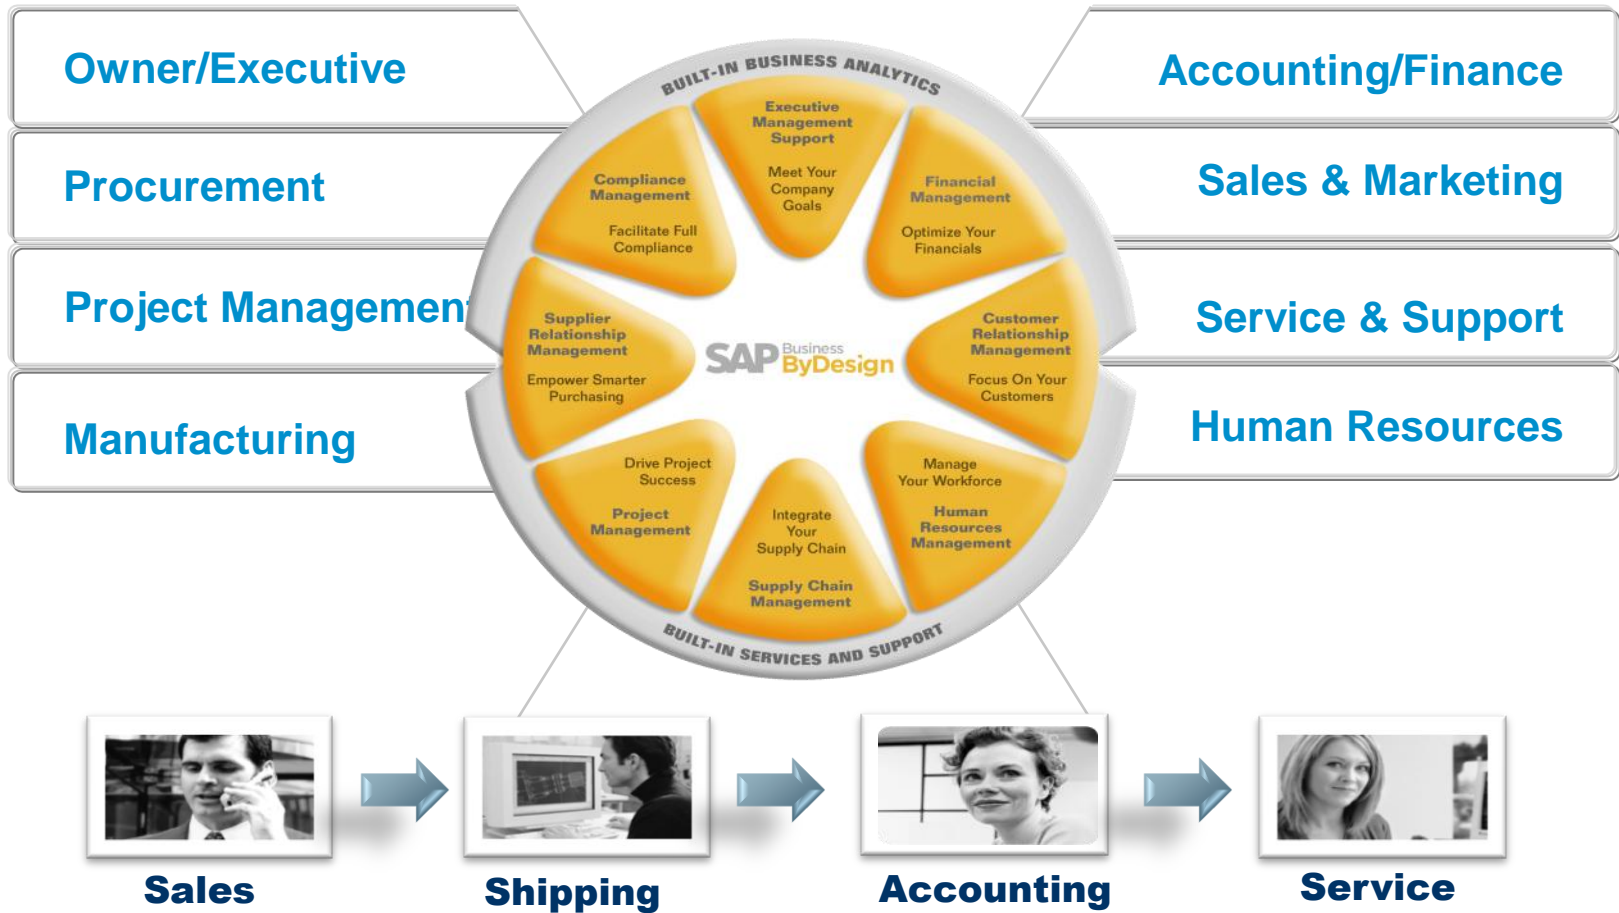 Owner/Executive
Procurement
Project Management
Manufacturing
Accounting/Finance
Sales & Marketing
Service & Support
Human Resources
BUILT-IN BUSINESS ANALYTICS
Executive
Management
Support
Meet Your
Company
Goals
Financial
Management
Optimize Your
Financials
Customer
Relationship
Management
Focus On Your
Customers
Manage
Your Workforce
Human
Resources
Management
Integrate
Your
Supply Chain
Supply Chain
Management
Drive Project
Success
Project
Management
Supplier
Relationship
Management
Empower Smarter
Purchasing
Compliance
Management
Facilitate Full
Compliance
SAP Business
ByDesign
BUILT-IN SERVICES AND SUPPORT
Sales
Shipping
Accounting
Service